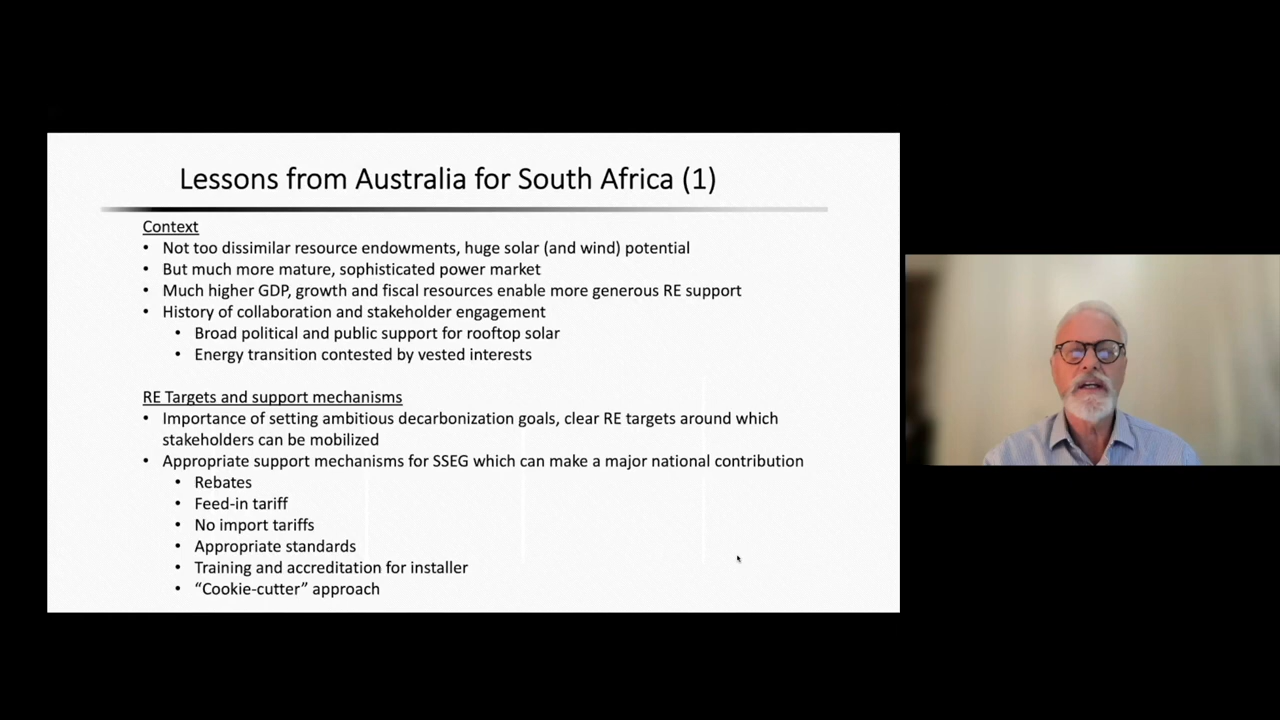 Lessons from Australia for South Africa (1)
Context
• Not too dissimilar resource endowments, huge solar (and wind) potential
• But much more mature, sophisticated power market
• Much higher GDP, growth and fiscal resources enable more generous RE support
• History of collaboration and stakeholder engagement
• Broad political and public support for rooftop solar
• Energy transition contested by vested interests
RE Targets and support mechanisms
• Importance of setting ambitious decarbonization goals, clear RE targets around which
stakeholders can be mobilized
• Appropriate support mechanisms for SSEG which can make a major national contribution
• Rebates
• Feed-in tariff
• No import tariffs
• Appropriate standards
• Training and accreditation for installer
• “Cookie-cutter” approach